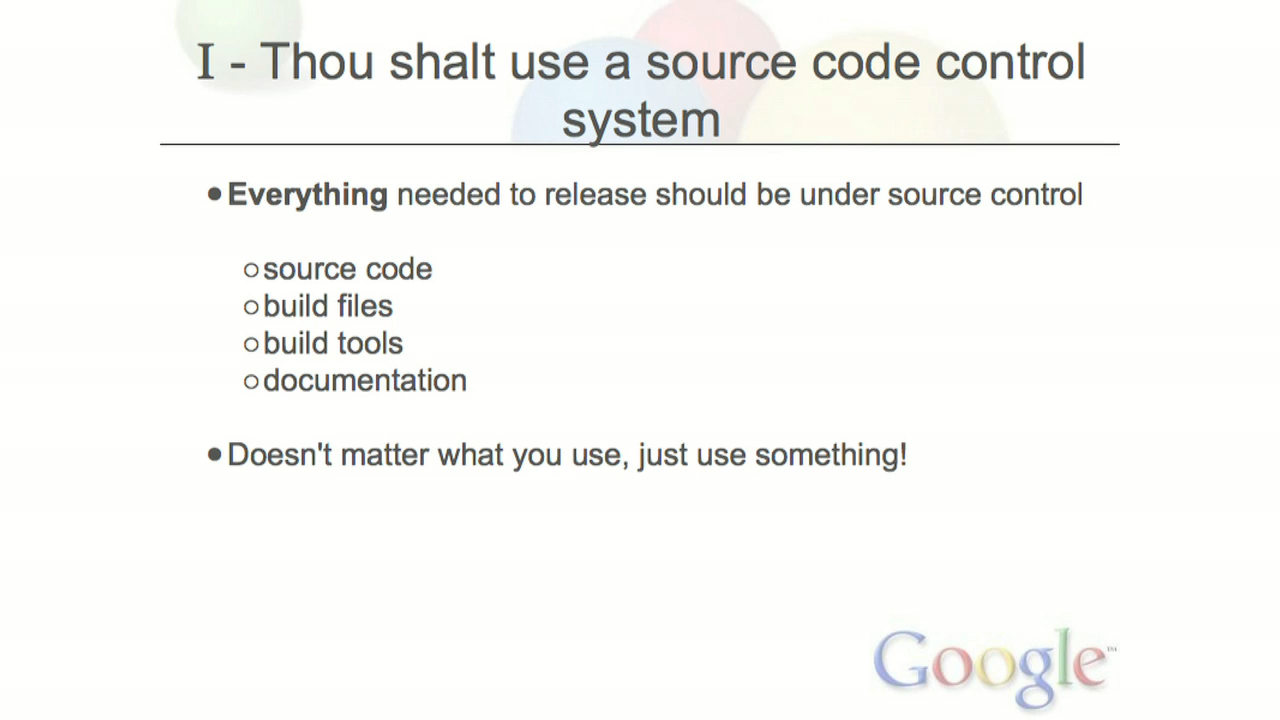 I - Thou shalt use a source code control
system
•Everything needed to release should be under source control
○source code
○build files
○build tools
○documentation
•Doesn't matter what you use, just use something!
Google™